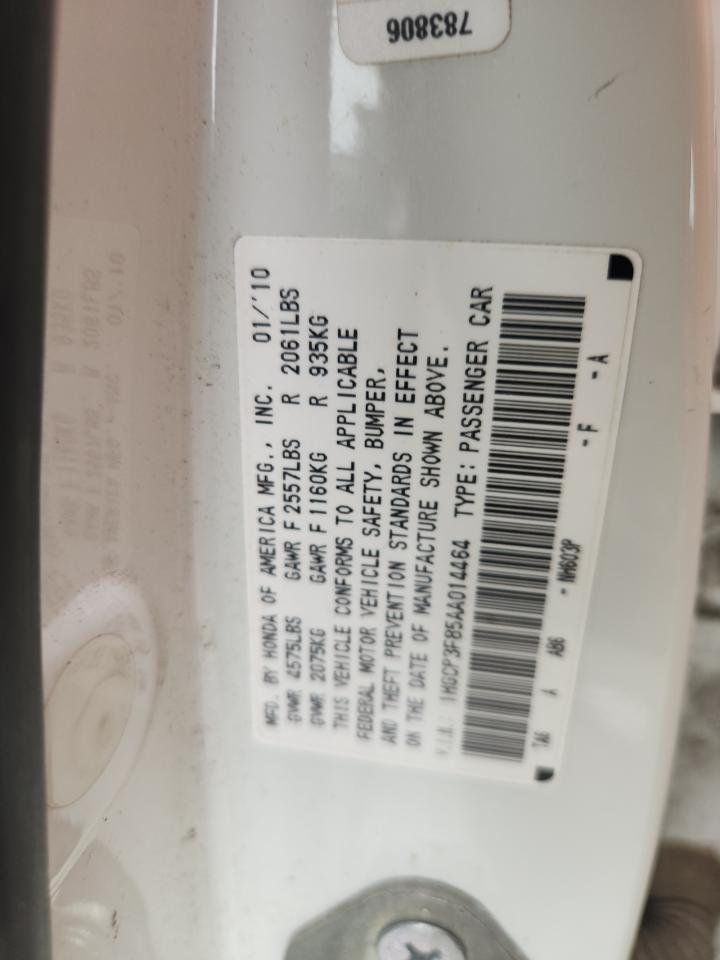 783806
MFD. BY HONDA OF AMERICA MFG., INC. 01/'10
GVWR 4575LBS GAWR F 2557LBS R 2061LBS
GVWR 2075KG GAWR F 1160KG R 935KG
THIS VEHICLE CONFORMS TO ALL APPLICABLE
FEDERAL MOTOR VEHICLE SAFETY, BUMPER,
AND THEFT PREVENTION STANDARDS IN EFFECT
ON THE DATE OF MANUFACTURE SHOWN ABOVE.
V.I.N.: 1HGCP3F85AA014464 TYPE: PASSENGER CAR
TA6 A AB6 - NH603P - F - A